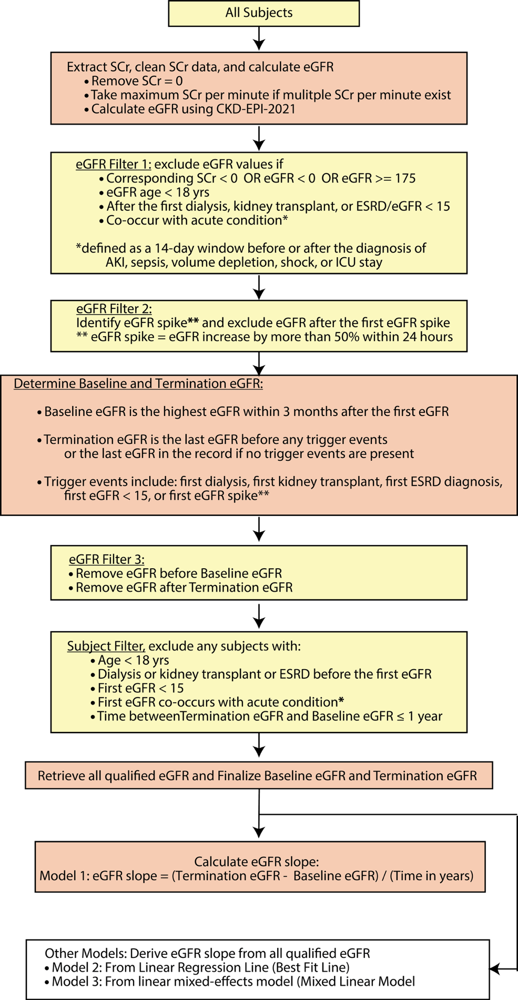 All Subjects
Extract SCr, clean SCr data, and calculate eGFR
• Remove SCr = 0
• Take maximum SCr per minute if mulitple SCr per minute exist
• Calculate eGFR using CKD-EPI-2021
eGFR Filter 1: exclude eGFR values if
• Corresponding SCr < 0 OR eGFR < 0 OR eGFR >= 175
• eGFR age < 18 yrs
• After the first dialysis, kidney transplant, or ESRD/eGFR < 15
• Co-occur with acute condition*
*defined as a 14-day window before or after the diagnosis of
AKI, sepsis, volume depletion, shock, or ICU stay
eGFR Filter 2:
Identify eGFR spike** and exclude eGFR after the first eGFR spike
** eGFR spike = eGFR increase by more than 50% within 24 hours
Determine Baseline and Termination eGFR:
• Baseline eGFR is the highest eGFR within 3 months after the first eGFR
• Termination eGFR is the last eGFR before any trigger events
or the last eGFR in the record if no trigger events are present
• Trigger events include: first dialysis, first kidney transplant, first ESRD diagnosis,
first eGFR < 15, or first eGFR spike**
eGFR Filter 3:
• Remove eGFR before Baseline eGFR
• Remove eGFR after Termination eGFR
Subject Filter, exclude any subjects with:
• Age < 18 yrs
• Dialysis or kidney transplant or ESRD before the first eGFR
• First eGFR < 15
• First eGFR co-occurs with acute condition*
• Time betweenTermination eGFR and Baseline eGFR ≤ 1 year
Retrieve all qualified eGFR and Finalize Baseline eGFR and Termination eGFR
Calculate eGFR slope:
Model 1: eGFR slope = (Termination eGFR - Baseline eGFR) / (Time in years)
Other Models: Derive eGFR slope from all qualified eGFR
• Model 2: From Linear Regression Line (Best Fit Line)
• Model 3: From linear mixed-effects model (Mixed Linear Model